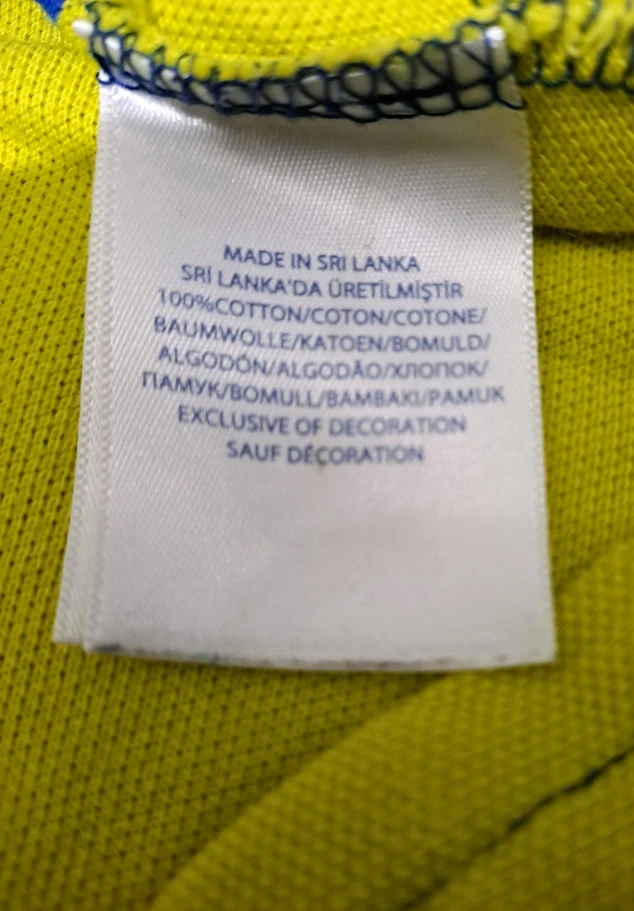 MADE IN SRI LANKA
SRİ LANKA'DA ÜRETİLMİŞTİR
100%COTTON/COTON/COTONE/
BAUMWOLLE/KATOEN/BOMULD/
ALGODÓN/ALGODÃO/ХЛОПОК/
ПАМУК/BOMULL/BAMBAKI/PAMUK
EXCLUSIVE OF DECORATION
SAUF DÉCORATION